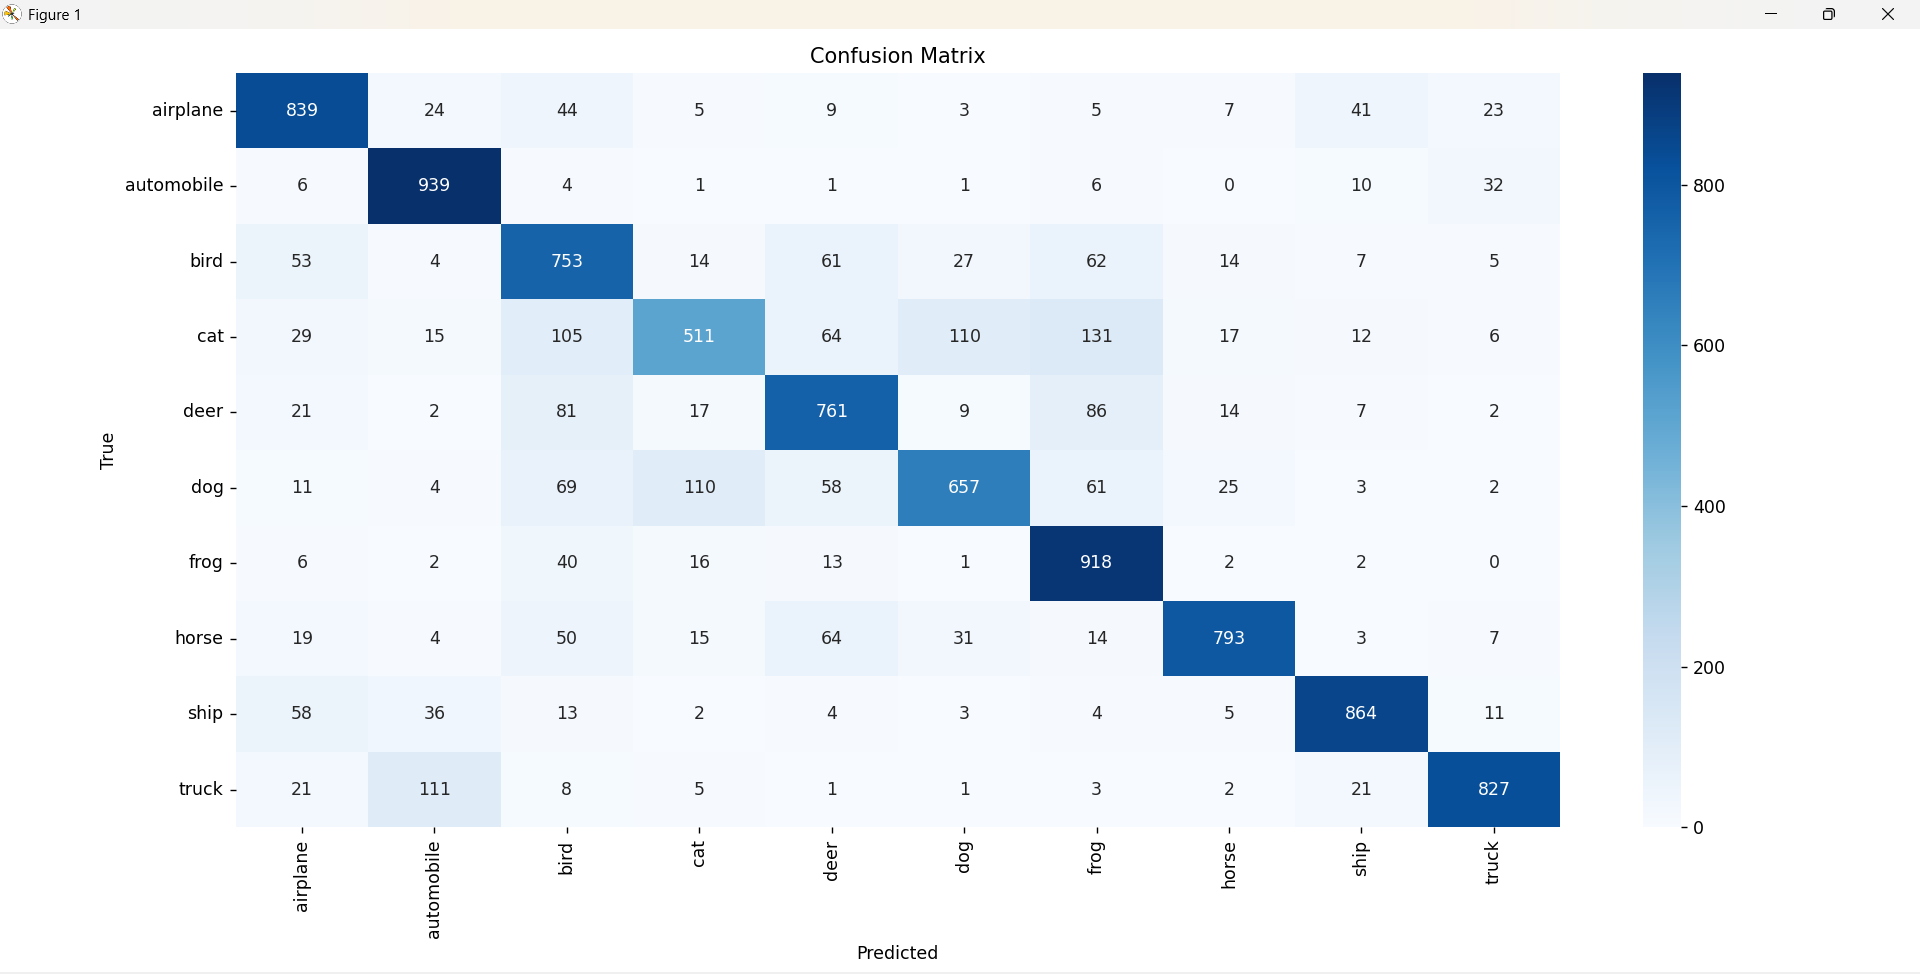 Figure 1
Confusion Matrix
airplane 839 24 44 5 9 3 5 7 41 23
automobile 6 939 4 1 1 1 6 0 10 32
bird 53 4 753 14 61 27 62 14 7 5
cat 29 15 105 511 64 110 131 17 12 6
deer 21 2 81 17 761 9 86 14 7 2
dog 11 4 69 110 58 657 61 25 3 2
frog 6 2 40 16 13 1 918 2 2 0
horse 19 4 50 15 64 31 14 793 3 7
ship 58 36 13 2 4 3 4 5 864 11
truck 21 111 8 5 1 1 3 2 21 827
True
airplane automobile bird cat deer dog frog horse ship truck
Predicted
800
600
400
200
0